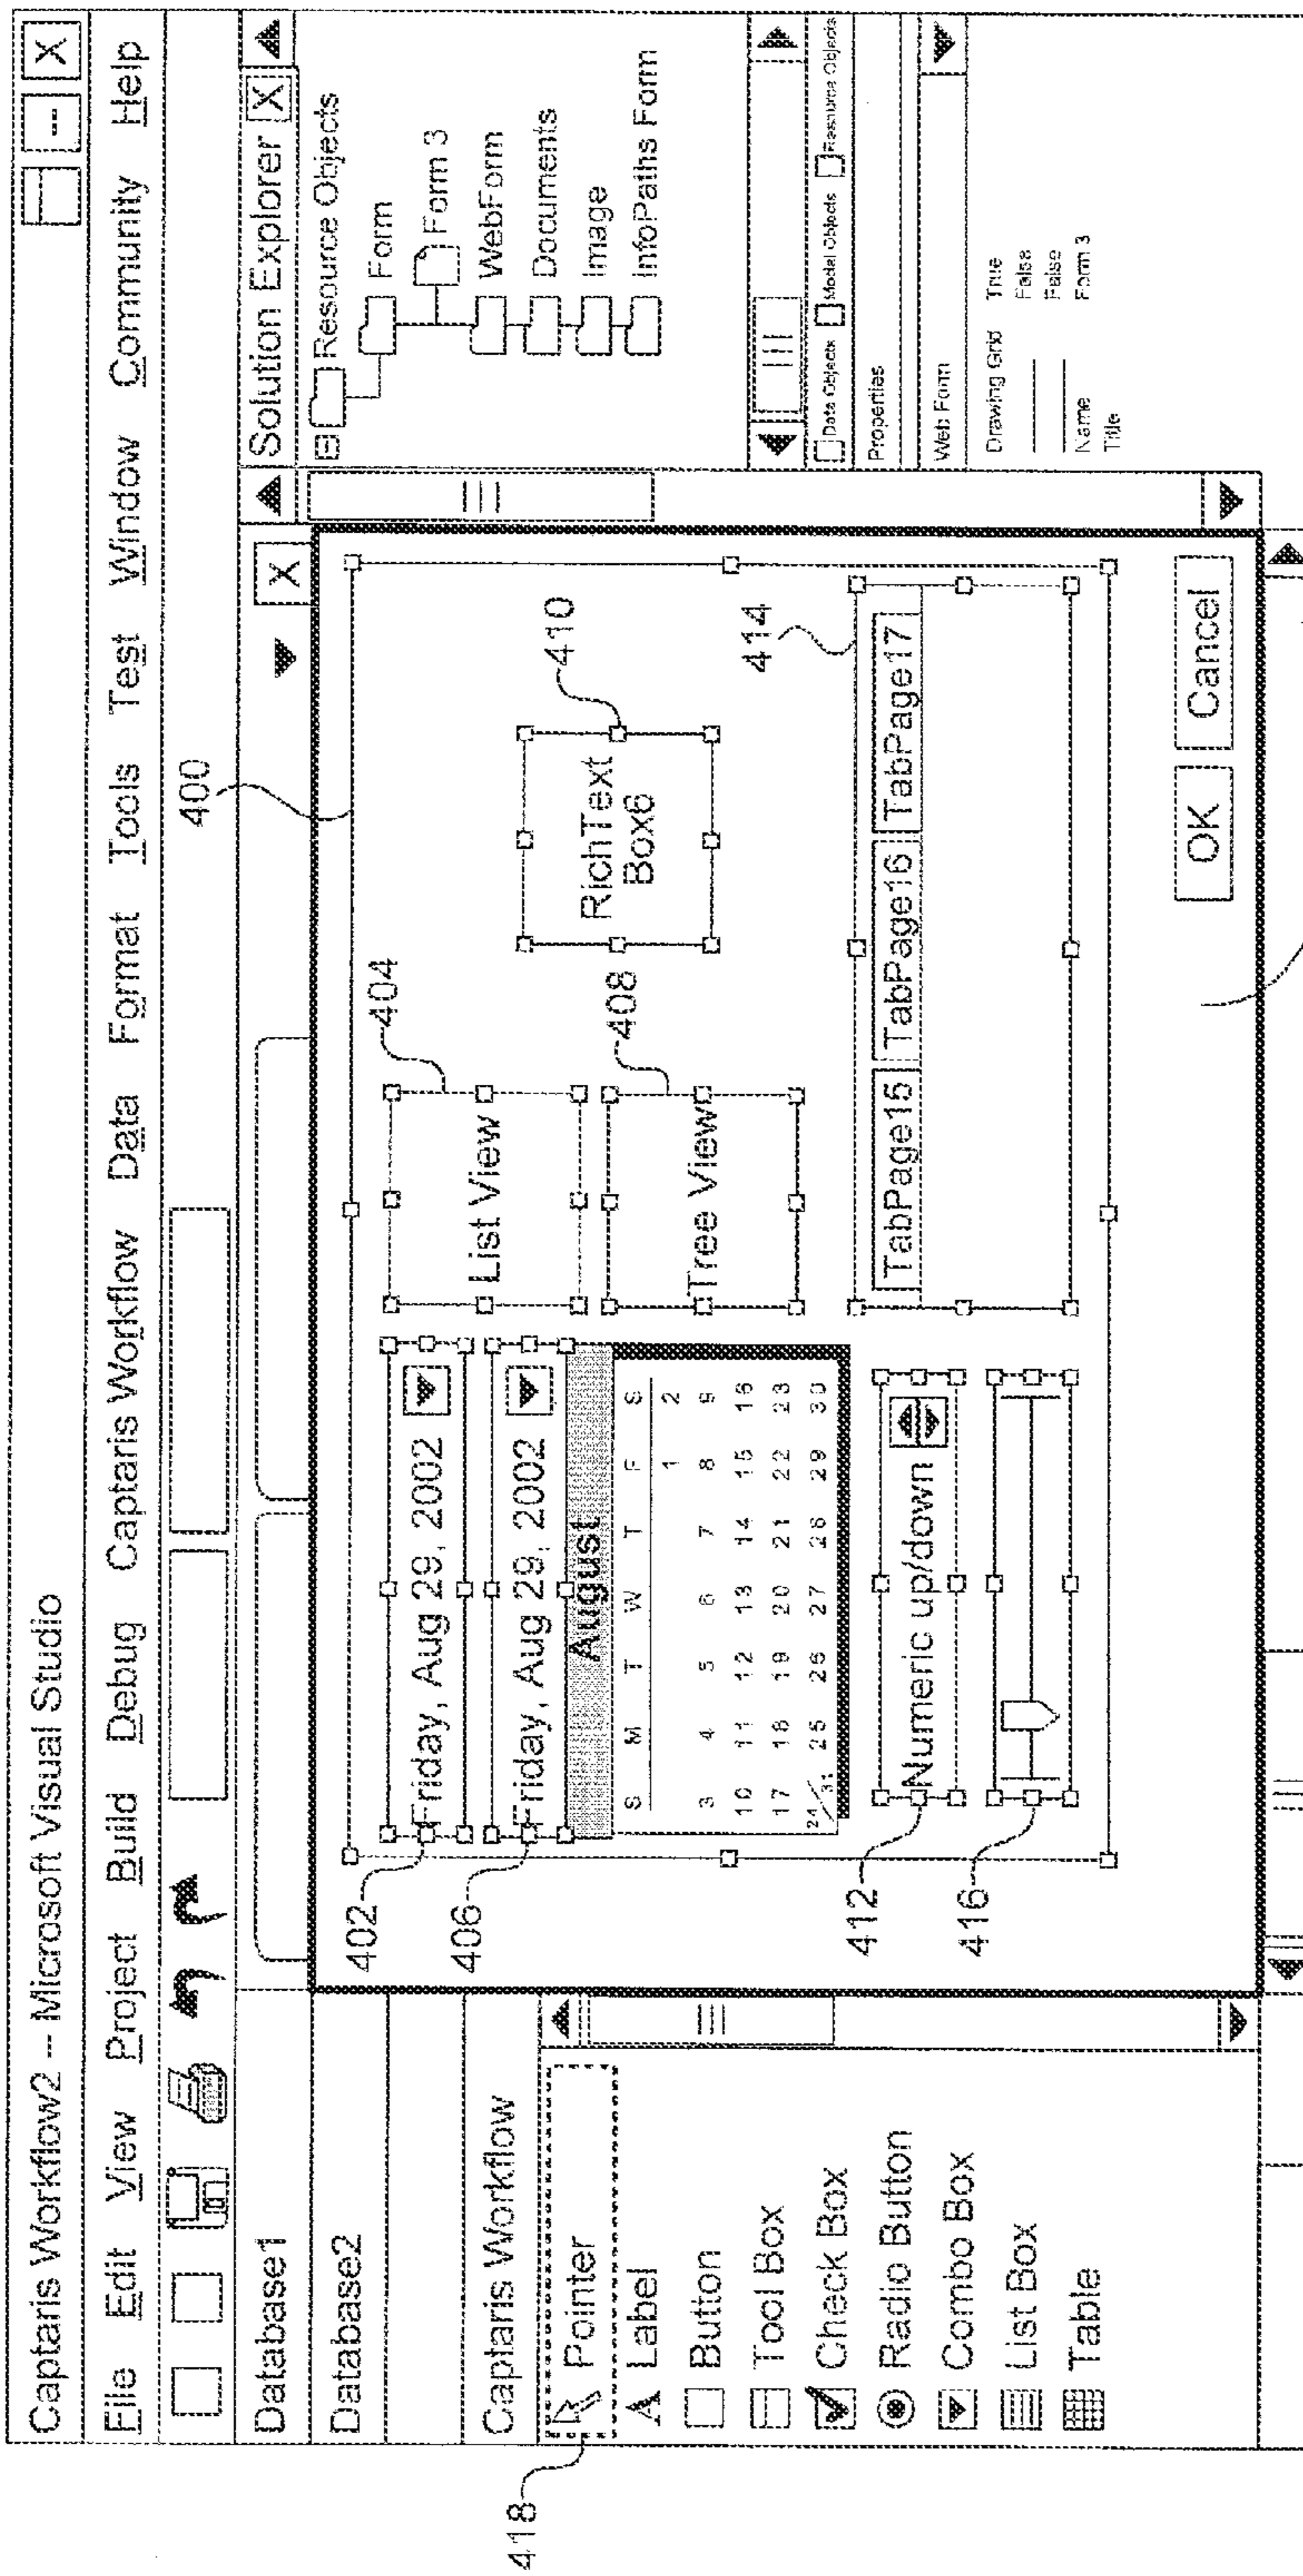 Captaris Workflow2 -- Microsoft Visual Studio
X
File Edit View Project Build Debug Captaris Workflow Data Format Tools Test Window Community Help
400
Database1
Database2
Captaris Workflow
418
Pointer
A Label
Button
Tool Box
Check Box
Radio Button
Combo Box
List Box
Table
X
402
Friday, Aug 29, 2002
406
Friday, Aug 29, 2002
August
S M T W T F S
1 2
3 4 5 6 7 8 9
10 11 12 13 14 15 16
17 18 19 20 21 22 23
24/31 25 26 27 28 29 30
404
List View
408
Tree View
410
RichText
Box6
412
Numeric up/down
416
414
TabPage15 TabPage16 TabPage17
OK Cancel
Solution Explorer X
Resource Objects
Form
Form 3
WebForm
Documents
Image
InfoPaths Form
Data Objects Model Objects Resource Objects
Properties
Web Form
Drawing Grid True
False
False
Name Form 3
Title